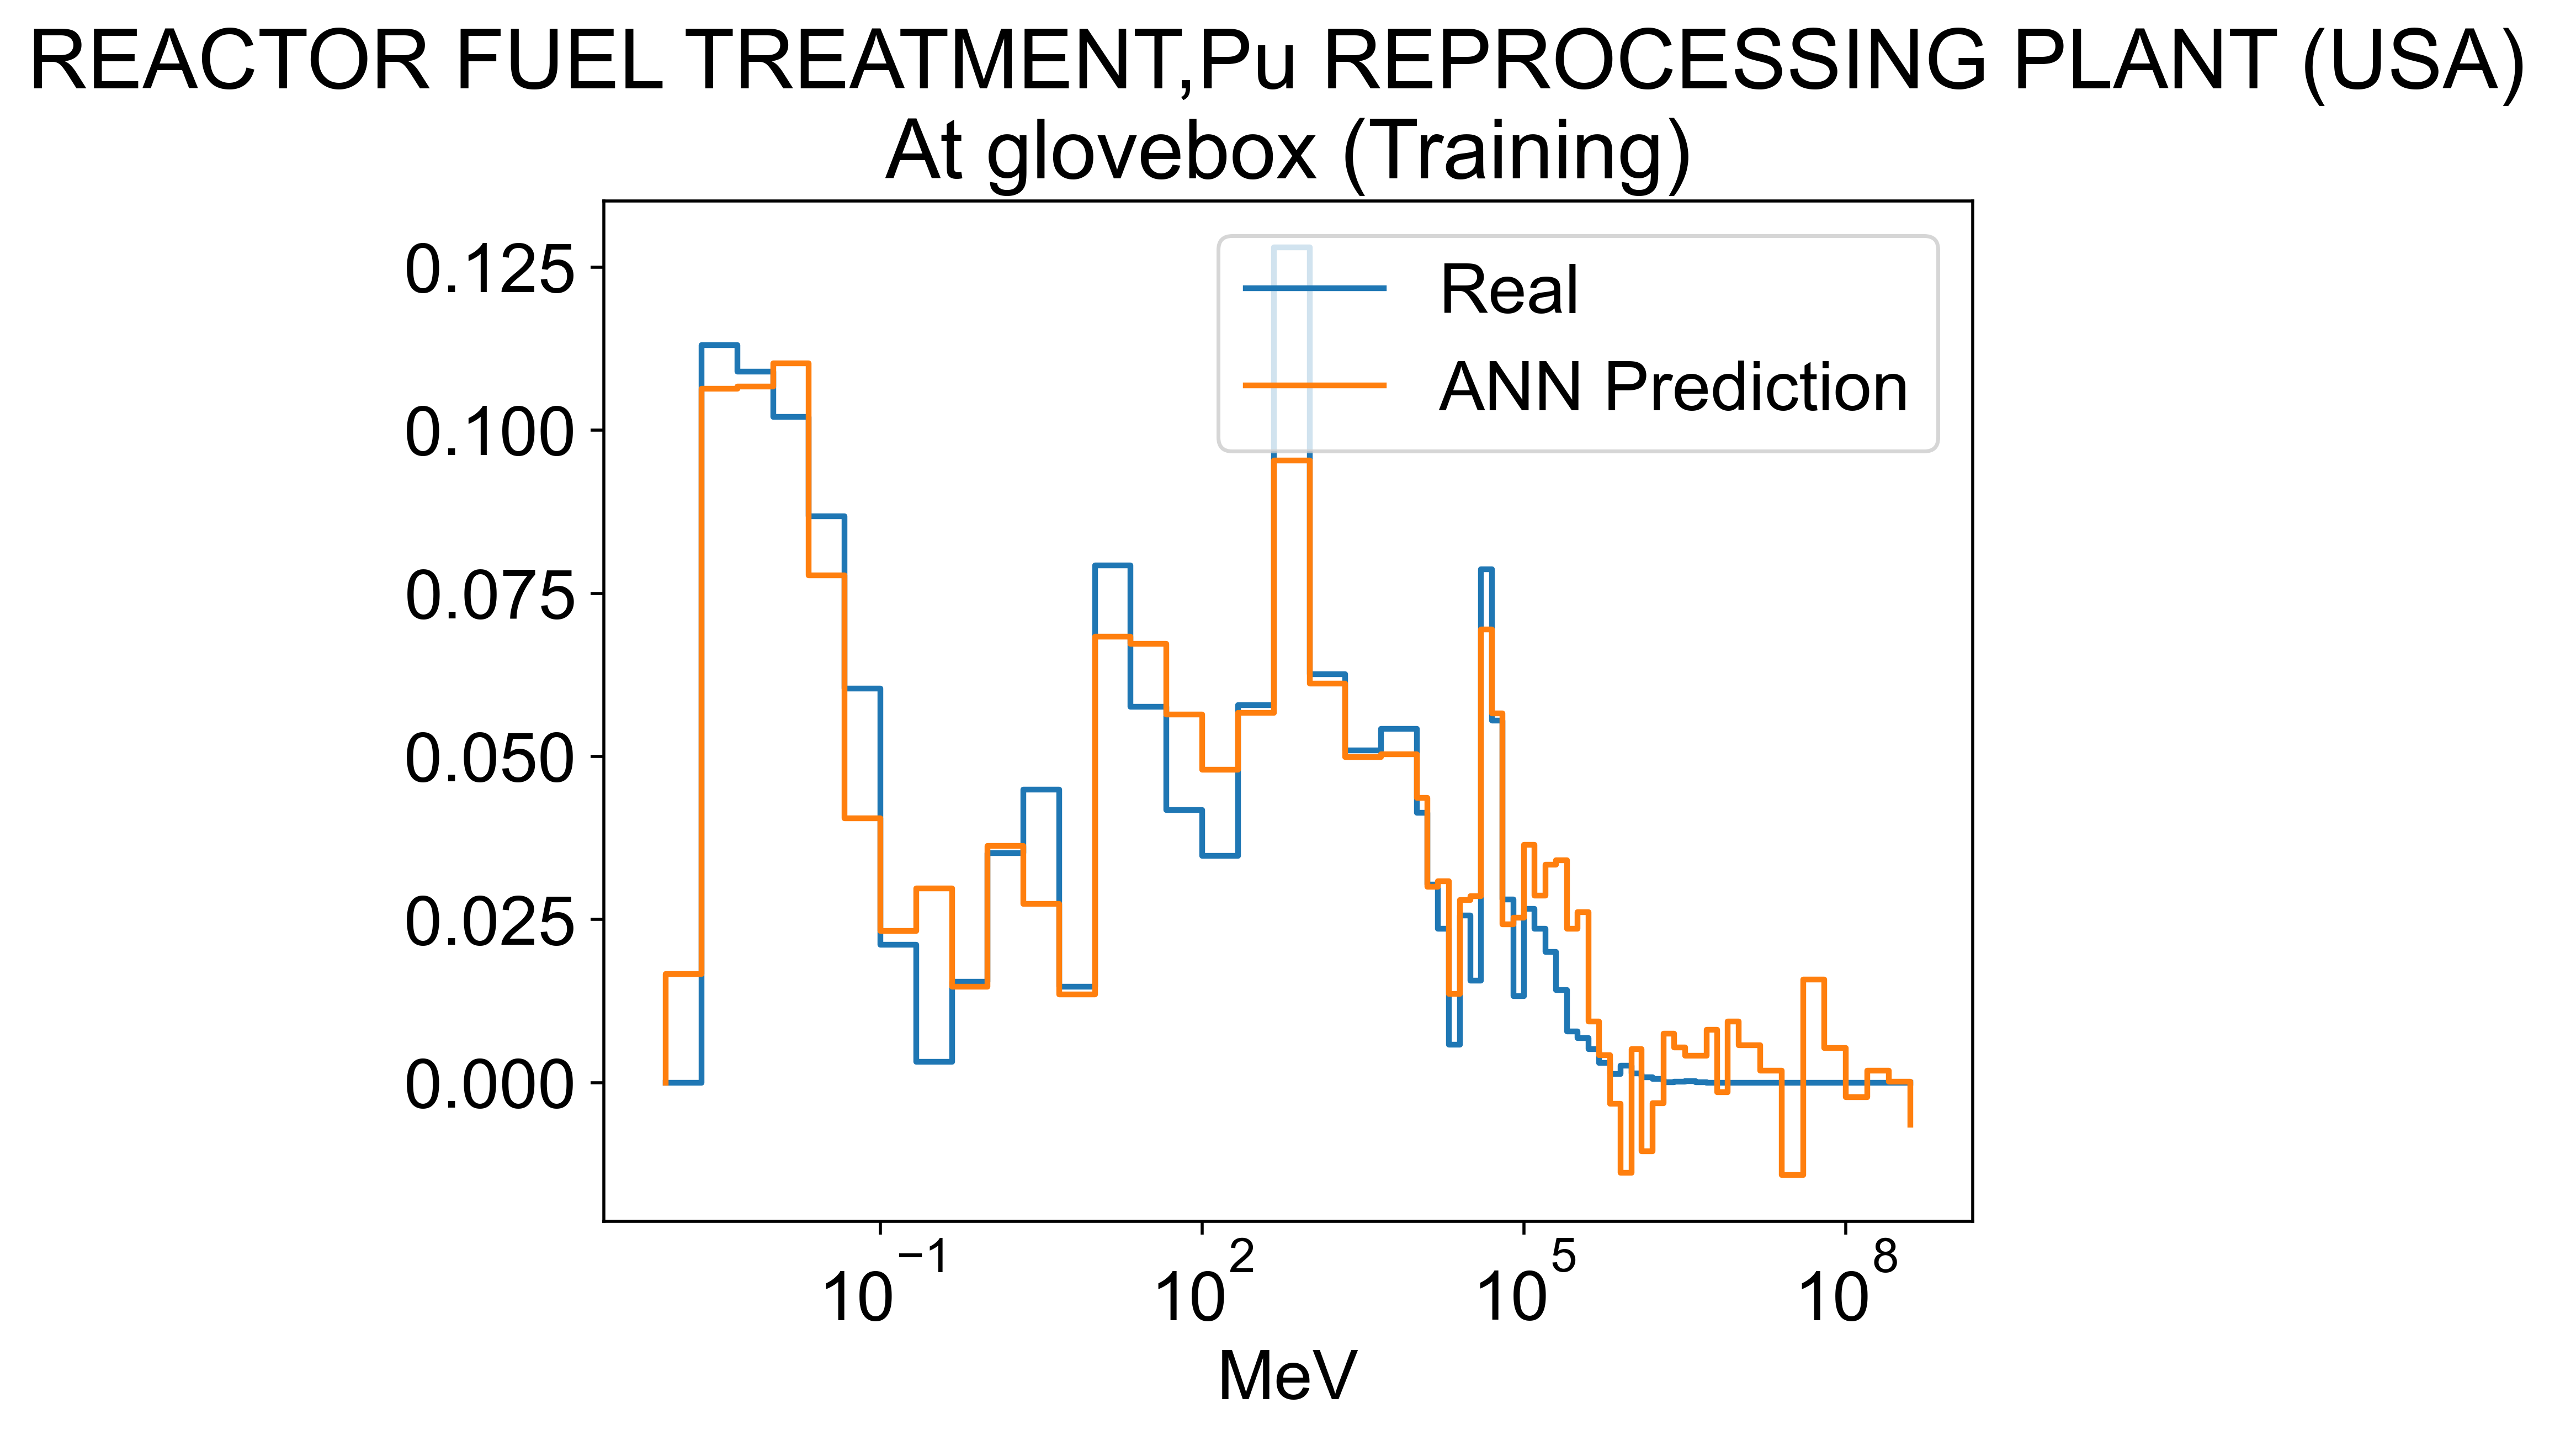 REACTOR FUEL TREATMENT,Pu REPROCESSING PLANT (USA)
At glovebox (Training)
Real
ANN Prediction
0.125
0.100
0.075
0.050
0.025
0.000
10⁻¹ 10² 10⁵ 10⁸
MeV